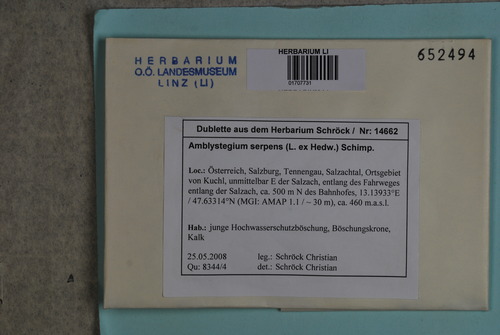 HERBARIUM
O.Ö. LANDESMUSEUM
LINZ (LI)
HERBARIUM LI
01707731
652494
Dublette aus dem Herbarium Schröck / Nr: 14662
Amblystegium serpens (L. ex Hedw.) Schimp.
Loc.: Österreich, Salzburg, Tennengau, Salzachtal, Ortsgebiet
von Kuchl, unmittelbar E der Salzach, entlang des Fahrweges
entlang der Salzach, ca. 500 m N des Bahnhofes, 13.13933°E
/ 47.63314°N (MGI: AMAP 1.1 / ~ 30 m), ca. 460 m.a.s.l.
Hab.: junge Hochwasserschutzböschung, Böschungskrone,
Kalk
25.05.2008 leg.: Schröck Christian
Qu: 8344/4 det.: Schröck Christian